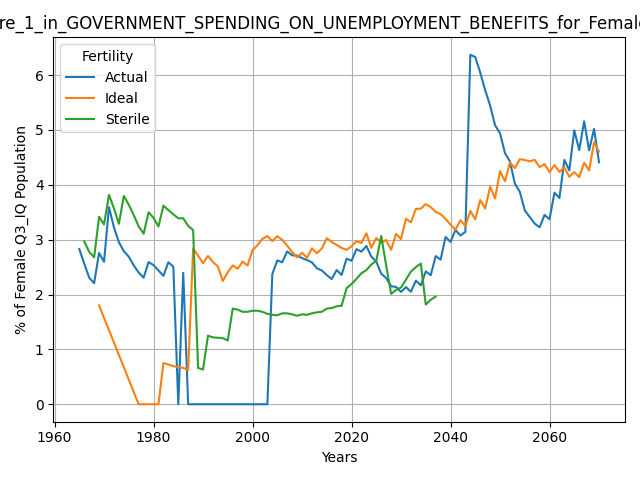 re_1_in_GOVERNMENT_SPENDING_ON_UNEMPLOYMENT_BENEFITS_for_Female
Fertility
Actual
Ideal
Sterile
% of Female Q3_IQ Population
6
5
4
3
2
1
0
1960 1980 2000 2020 2040 2060
Years